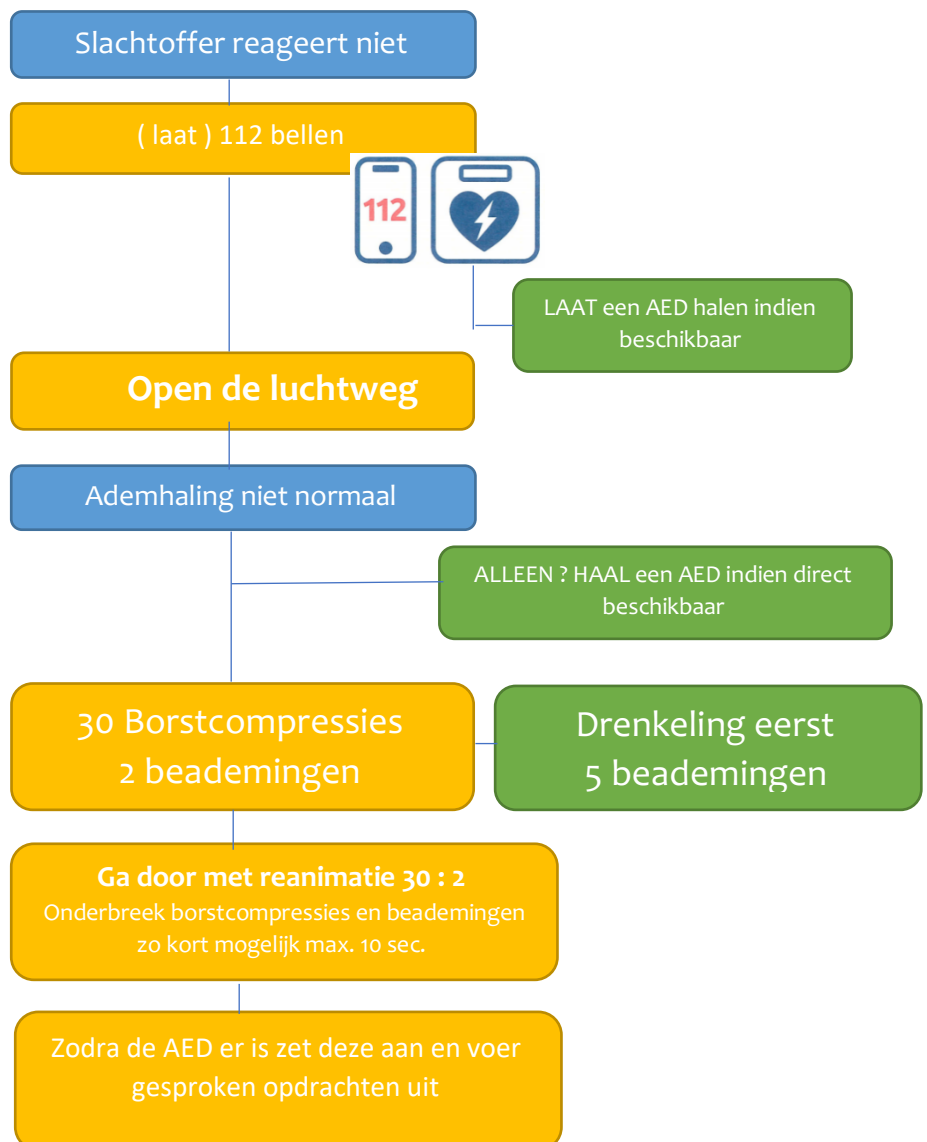 Slachtoffer reageert niet
( laat ) 112 bellen
112
LAAT een AED halen indien
beschikbaar
Open de luchtweg
Ademhaling niet normaal
ALLEEN ? HAAL een AED indien direct
beschikbaar
30 Borstcompressies
2 beademingen
Drenkeling eerst
5 beademingen
Ga door met reanimatie 30 : 2
Onderbreek borstcompressies en beademingen
zo kort mogelijk max. 10 sec.
Zodra de AED er is zet deze aan en voer
gesproken opdrachten uit